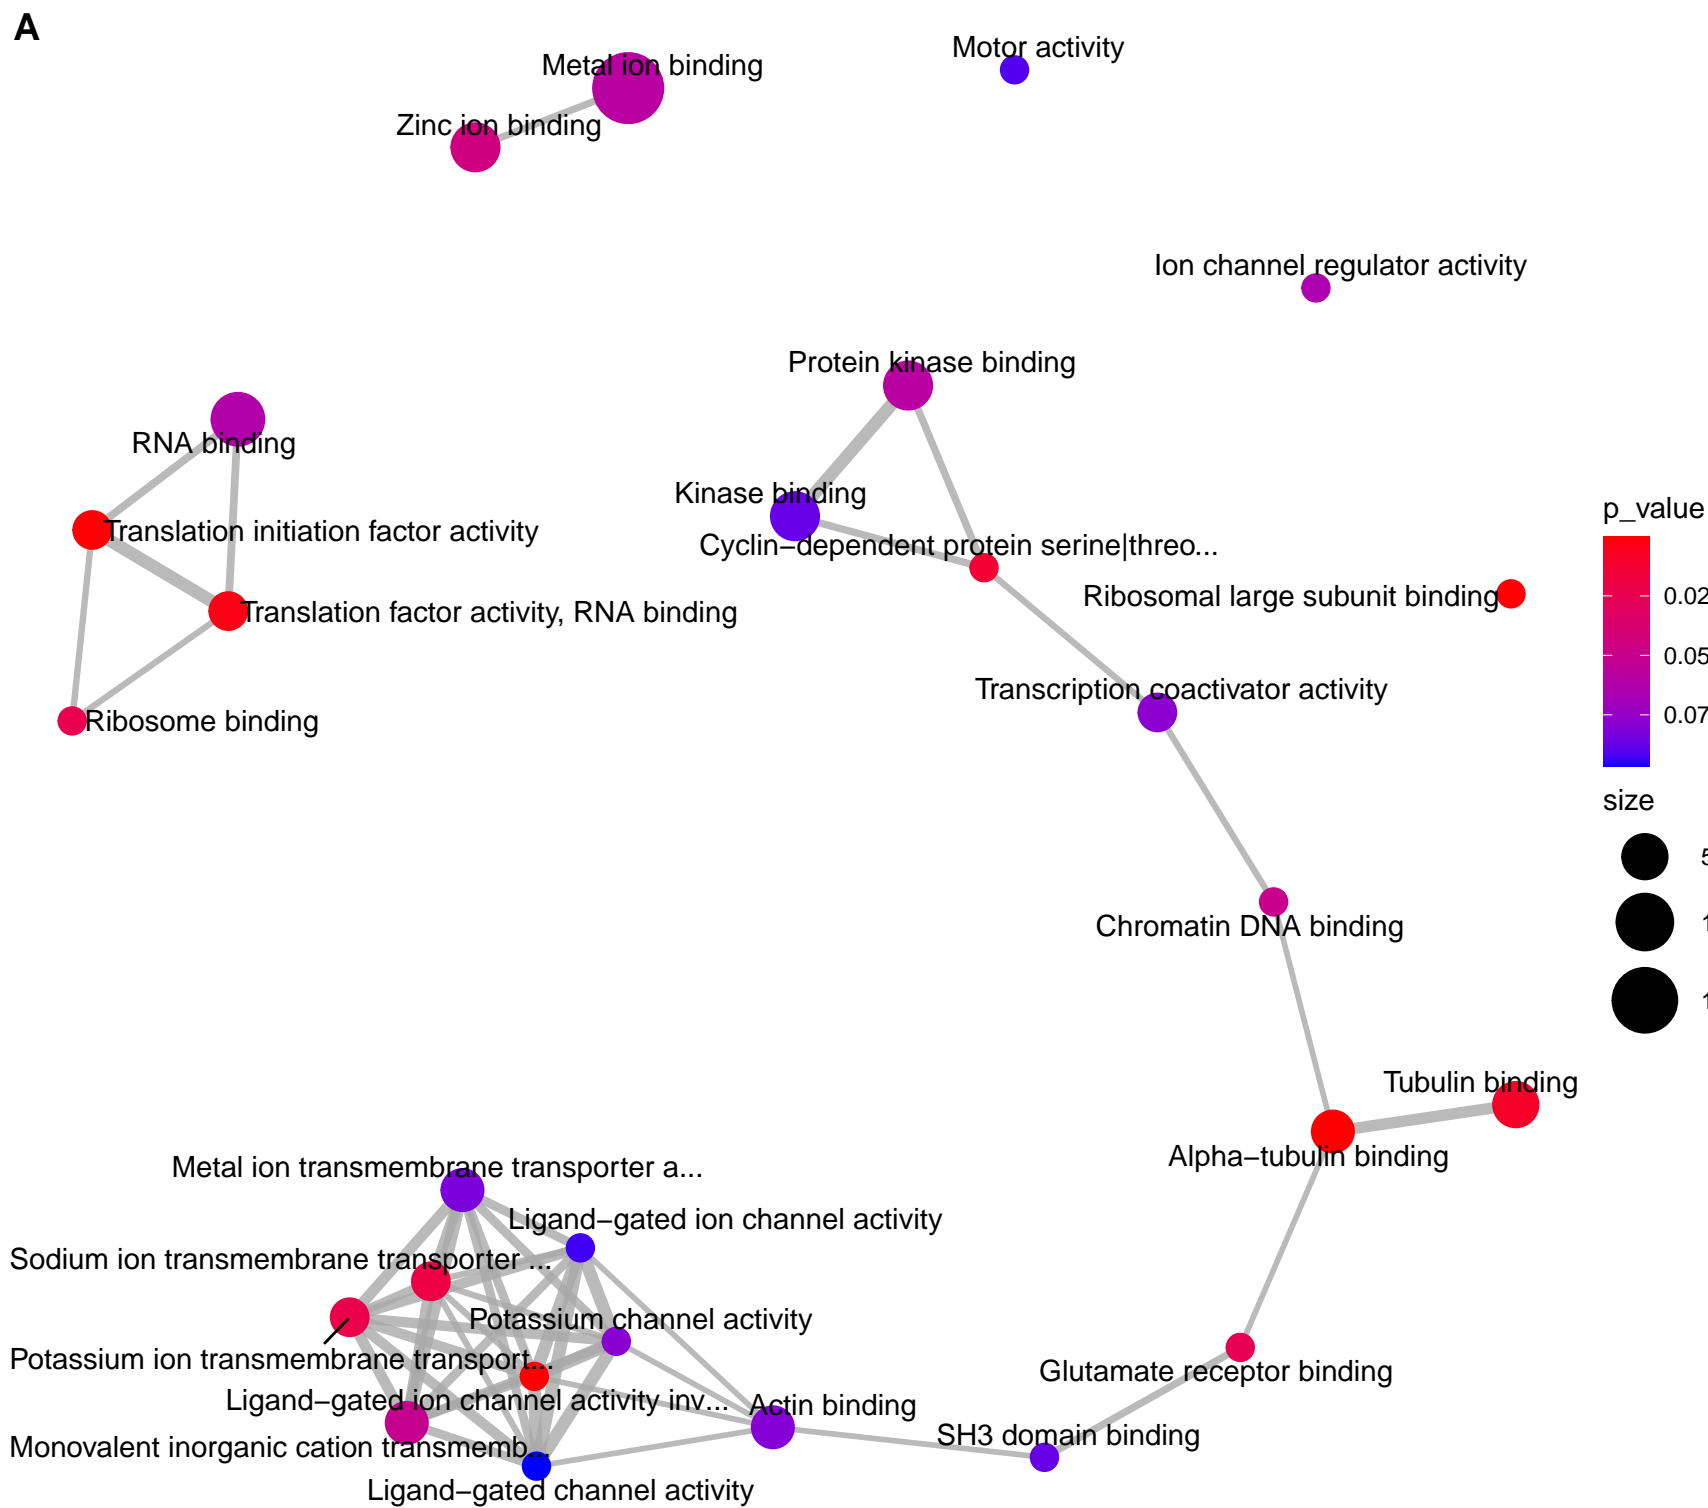 A
Motor activity
Metal ion binding
Zinc ion binding
Ion channel regulator activity
Protein kinase binding
RNA binding
Kinase binding
Translation initiation factor activity
Cyclin−dependent protein serine|threo...
Ribosomal large subunit binding
Translation factor activity, RNA binding
Transcription coactivator activity
Ribosome binding
Chromatin DNA binding
Tubulin binding
Alpha−tubulin binding
Metal ion transmembrane transporter a...
Ligand−gated ion channel activity
Sodium ion transmembrane transporter ...
Potassium channel activity
Potassium ion transmembrane transport...
Glutamate receptor binding
Ligand−gated ion channel activity inv...
Actin binding
SH3 domain binding
Monovalent inorganic cation transmemb...
Ligand−gated channel activity
p_value
0.02
0.05
0.07
size